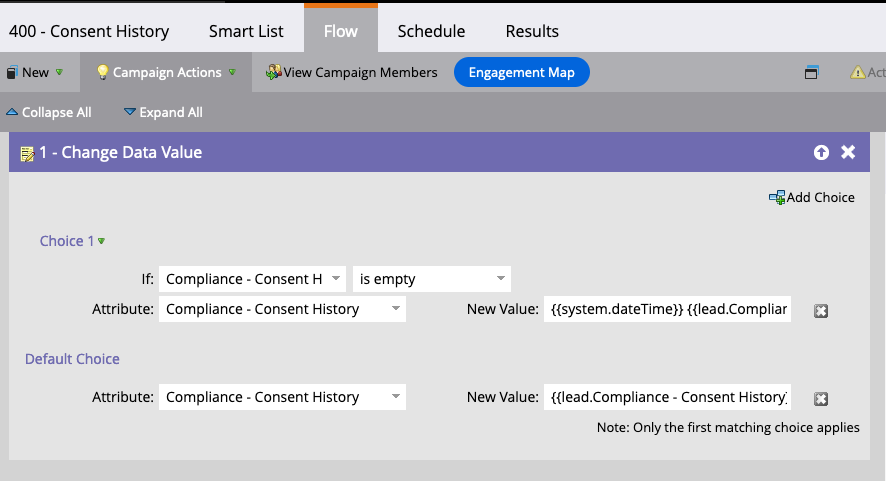 400 - Consent History Smart List Flow Schedule Results
New Campaign Actions View Campaign Members Engagement Map Act
Collapse All Expand All
1 - Change Data Value
Add Choice
Choice 1
If: Compliance - Consent H is empty
Attribute: Compliance - Consent History New Value: {{system.dateTime}} {{lead.Complian
Default Choice
Attribute: Compliance - Consent History New Value: {{lead.Compliance - Consent History}
Note: Only the first matching choice applies